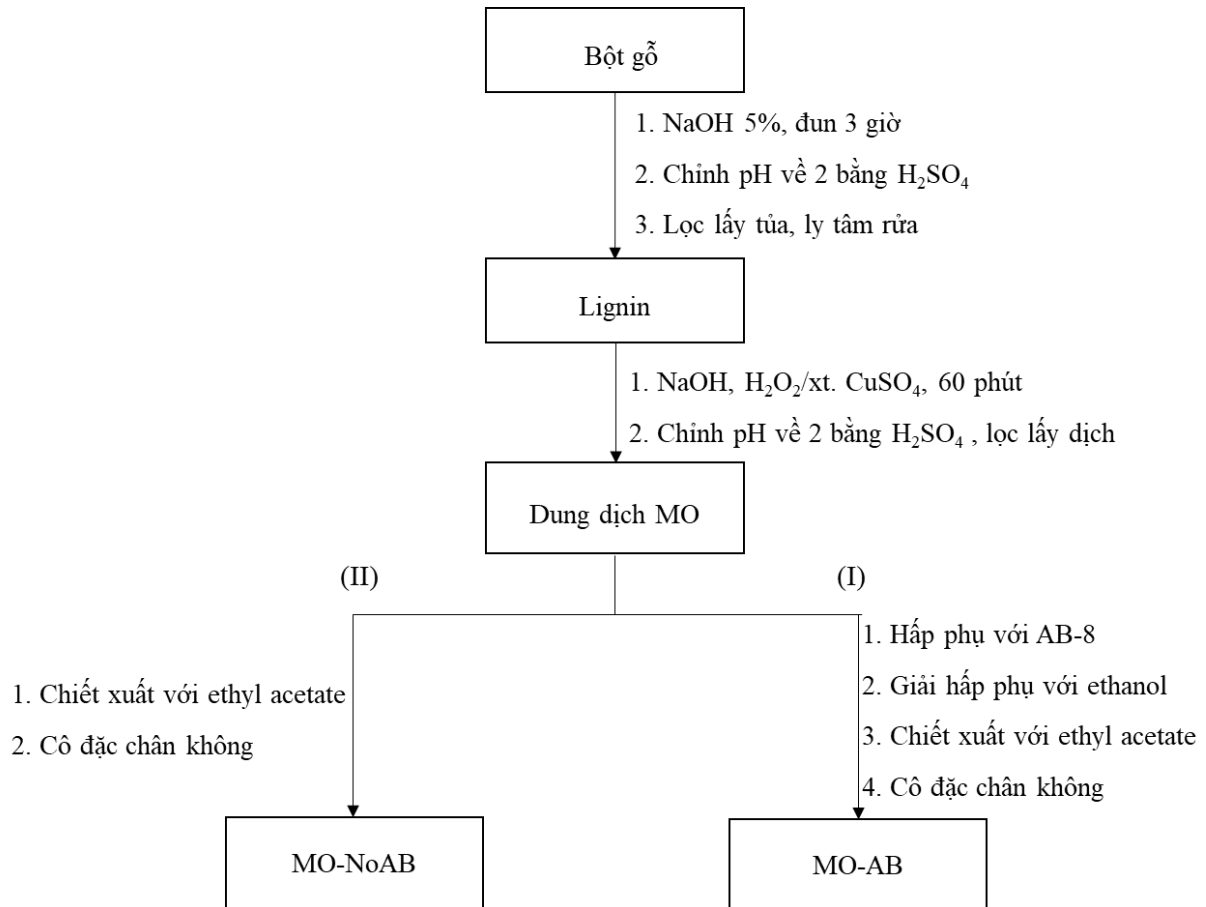 Bột gỗ
1. NaOH 5%, đun 3 giờ
2. Chỉnh pH về 2 bằng H₂SO₄
3. Lọc lấy tủa, ly tâm rửa
Lignin
1. NaOH, H₂O₂/xt. CuSO₄, 60 phút
2. Chỉnh pH về 2 bằng H₂SO₄ , lọc lấy dịch
Dung dịch MO
(II)
1. Chiết xuất với ethyl acetate
2. Cô đặc chân không
MO-NoAB
(I)
1. Hấp phụ với AB-8
2. Giải hấp phụ với ethanol
3. Chiết xuất với ethyl acetate
4. Cô đặc chân không
MO-AB